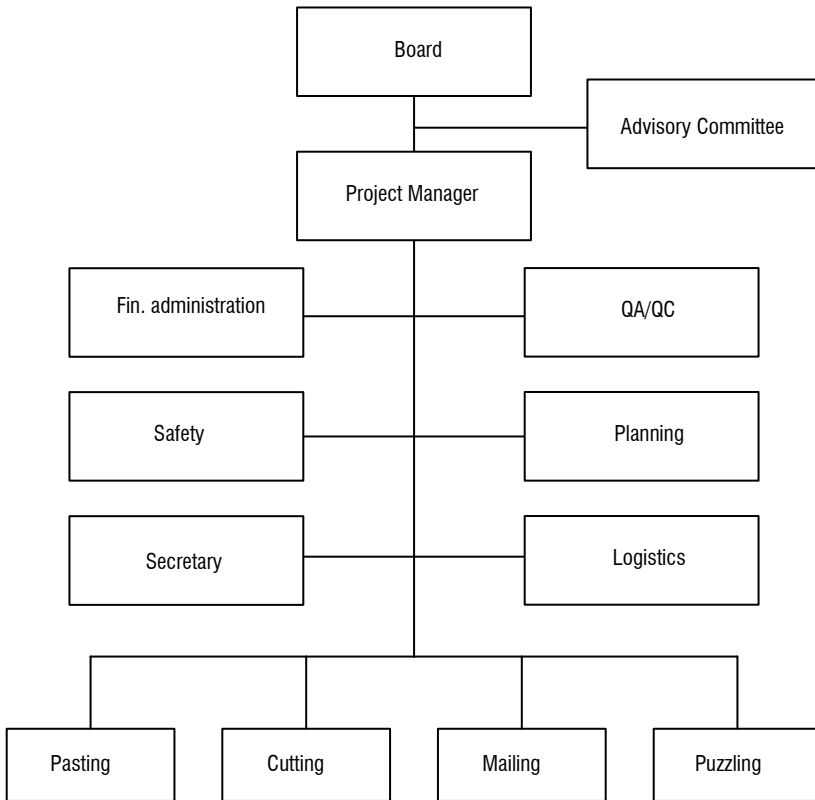 Board
Advisory Committee
Project Manager
Fin. administration
QA/QC
Safety
Planning
Secretary
Logistics
Pasting
Cutting
Mailing
Puzzling